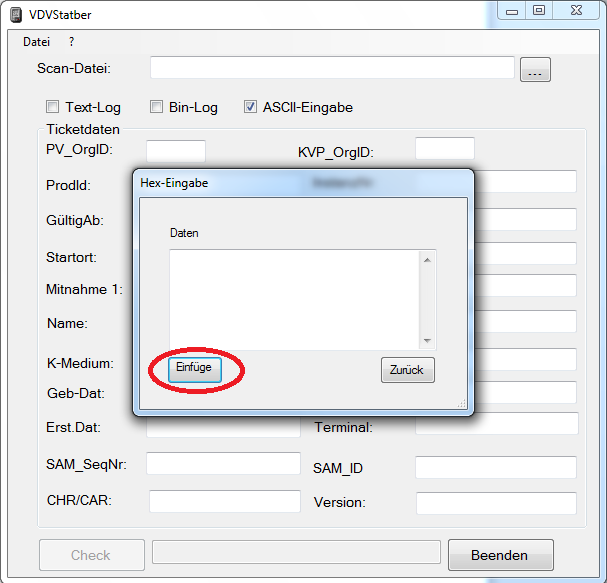 VDVStatber
Datei ?
Scan-Datei: ...
Text-Log Bin-Log ASCII-Eingabe
Ticketdaten
PV_OrgID: KVP_OrgID:
ProdId:
GültigAb:
Startort:
Mitnahme 1:
Name:
K-Medium:
Geb-Dat:
Erst.Dat: Terminal:
SAM_SeqNr: SAM_ID
CHR/CAR: Version:
Check Beenden
Hex-Eingabe
Daten
Einfüge Zurück